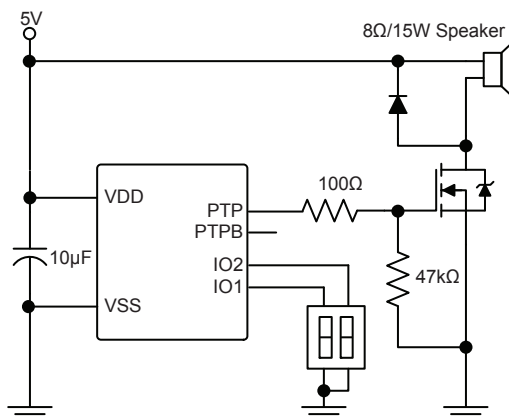 5V
8Ω/15W Speaker
VDD
100Ω
PTP
PTPB
10µF
IO2
47kΩ
IO1
VSS